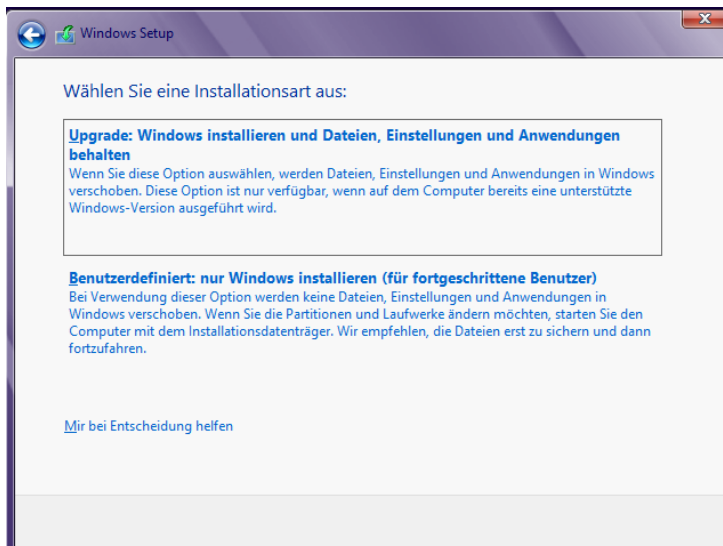 Windows Setup
Wählen Sie eine Installationsart aus:
Upgrade: Windows installieren und Dateien, Einstellungen und Anwendungen
behalten
Wenn Sie diese Option auswählen, werden Dateien, Einstellungen und Anwendungen in Windows
verschoben. Diese Option ist nur verfügbar, wenn auf dem Computer bereits eine unterstützte
Windows-Version ausgeführt wird.
Benutzerdefiniert: nur Windows installieren (für fortgeschrittene Benutzer)
Bei Verwendung dieser Option werden keine Dateien, Einstellungen und Anwendungen in
Windows verschoben. Wenn Sie die Partitionen und Laufwerke ändern möchten, starten Sie den
Computer mit dem Installationsdatenträger. Wir empfehlen, die Dateien erst zu sichern und dann
fortzufahren.
Mir bei Entscheidung helfen